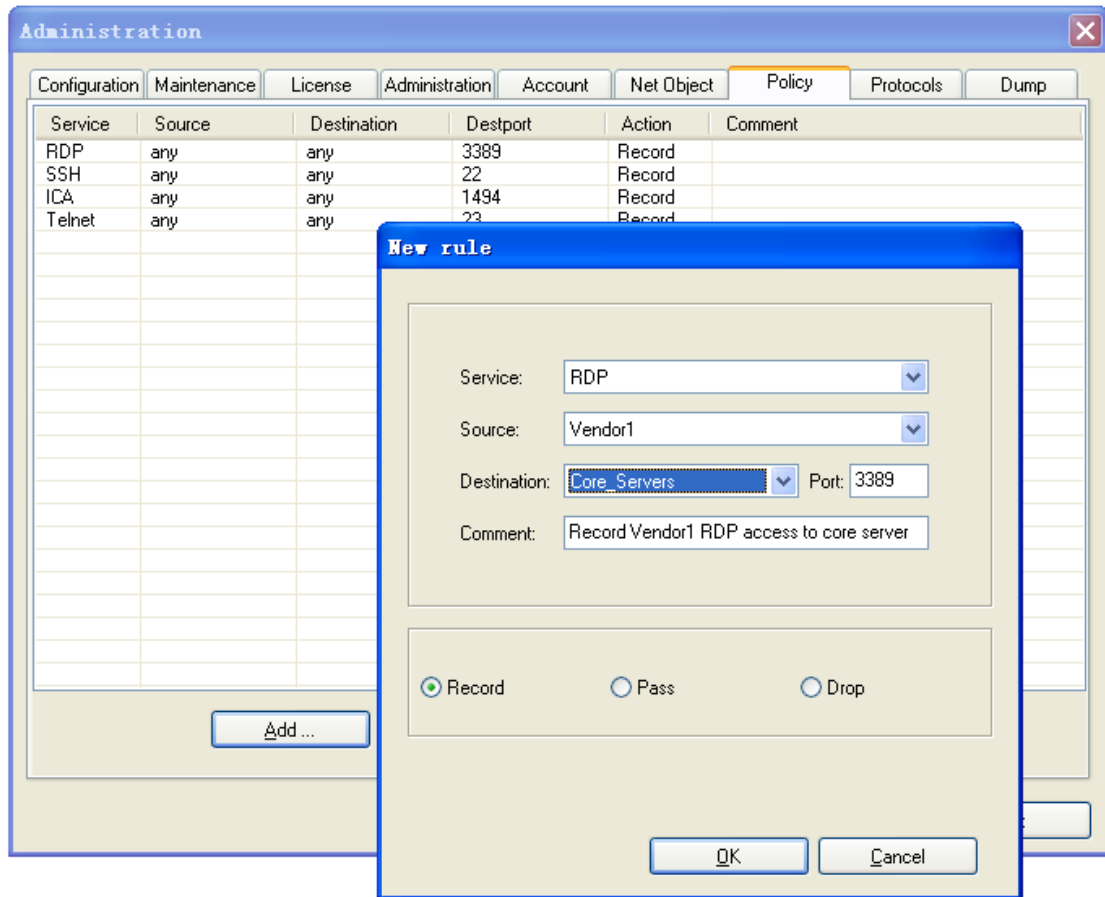 Administration
Configuration Maintenance License Administration Account Net Object Policy Protocols Dump
Service Source Destination Destport Action Comment
RDP any any 3389 Record
SSH any any 22 Record
ICA any any 1494 Record
Telnet any any 23 Record
New rule
Service: RDP
Source: Vendor1
Destination: Core_Servers Port: 3389
Comment: Record Vendor1 RDP access to core server
Record Pass Drop
Add ...
OK Cancel